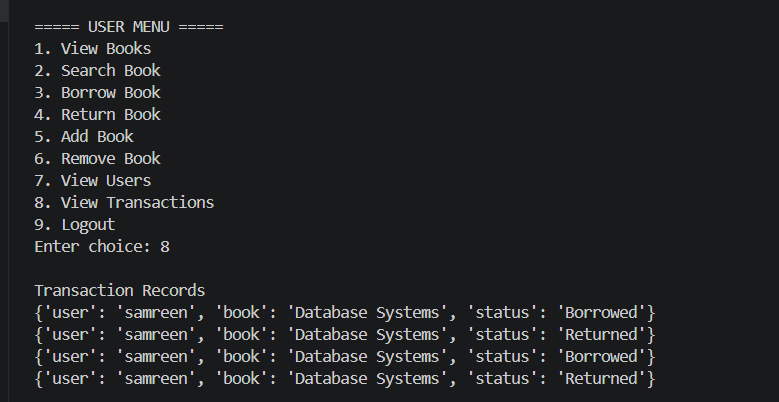 ===== USER MENU =====
1. View Books
2. Search Book
3. Borrow Book
4. Return Book
5. Add Book
6. Remove Book
7. View Users
8. View Transactions
9. Logout
Enter choice: 8
Transaction Records
{'user': 'samreen', 'book': 'Database Systems', 'status': 'Borrowed'}
{'user': 'samreen', 'book': 'Database Systems', 'status': 'Returned'}
{'user': 'samreen', 'book': 'Database Systems', 'status': 'Borrowed'}
{'user': 'samreen', 'book': 'Database Systems', 'status': 'Returned'}